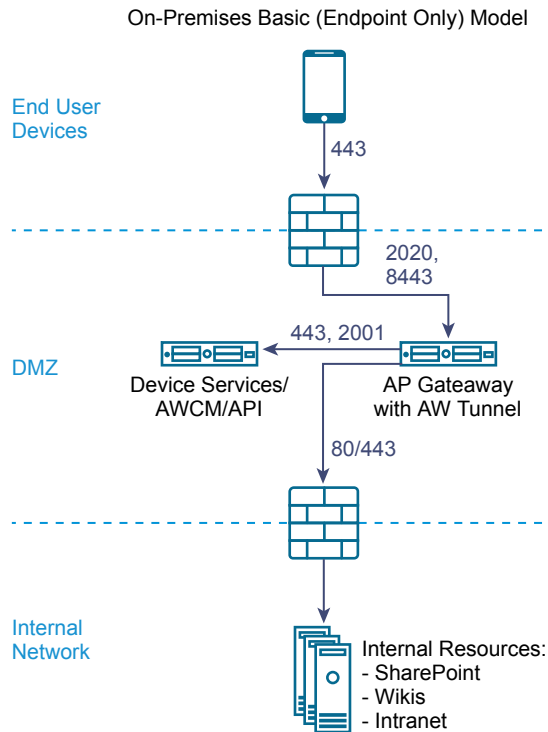 On-Premises Basic (Endpoint Only) Model
End User
Devices
443
2020,
8443
443, 2001
DMZ
Device Services/
AWCM/API
AP Gateaway
with AW Tunnel
80/443
Internal
Network
Internal Resources:
- SharePoint
- Wikis
- Intranet